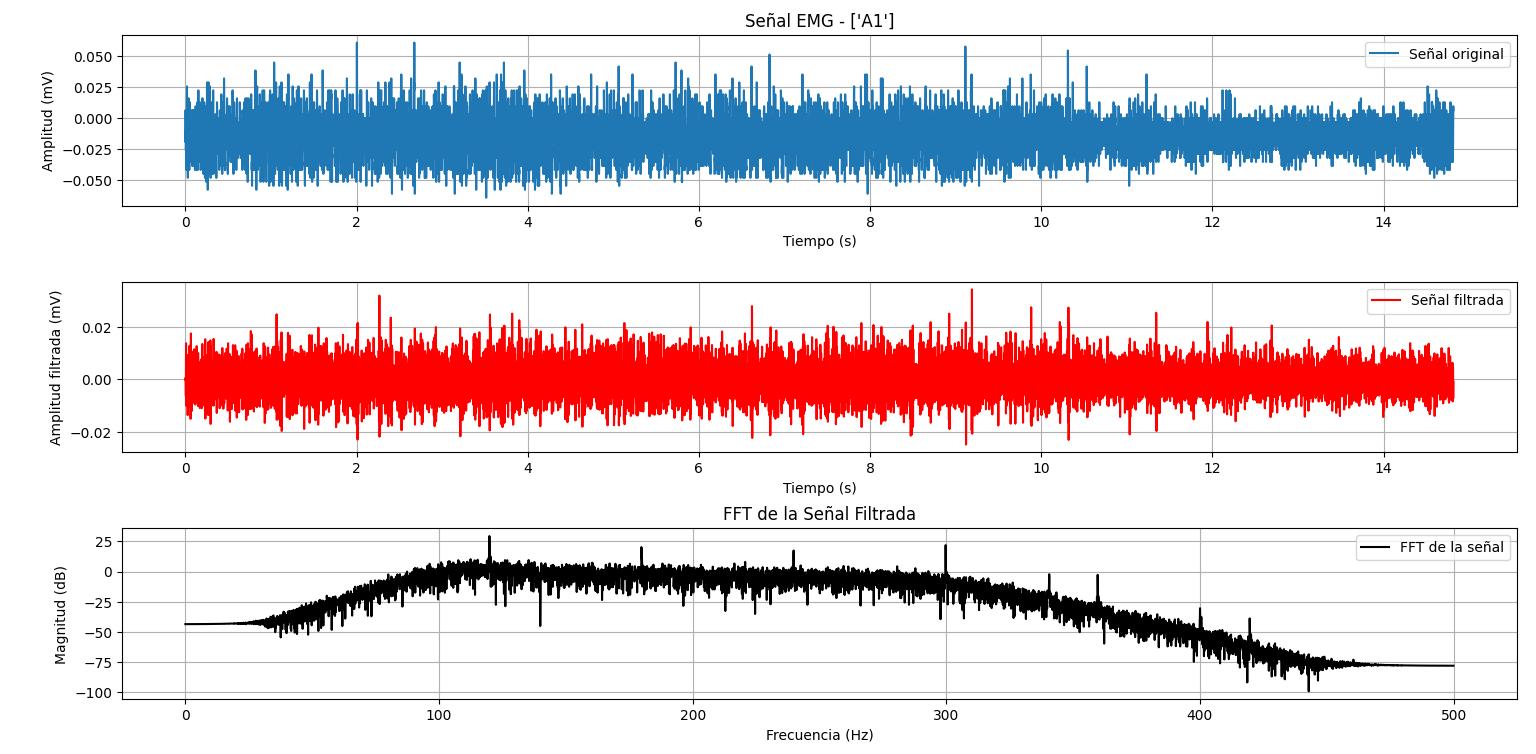 Señal EMG - ['A1']
Señal original
Amplitud (mV)
0.050
0.025
0.000
−0.025
−0.050
0 2 4 6 8 10 12 14
Tiempo (s)
Señal filtrada
Amplitud filtrada (mV)
0.02
0.00
−0.02
0 2 4 6 8 10 12 14
Tiempo (s)
FFT de la Señal Filtrada
FFT de la señal
Magnitud (dB)
25
0
−25
−50
−75
−100
0 100 200 300 400 500
Frecuencia (Hz)